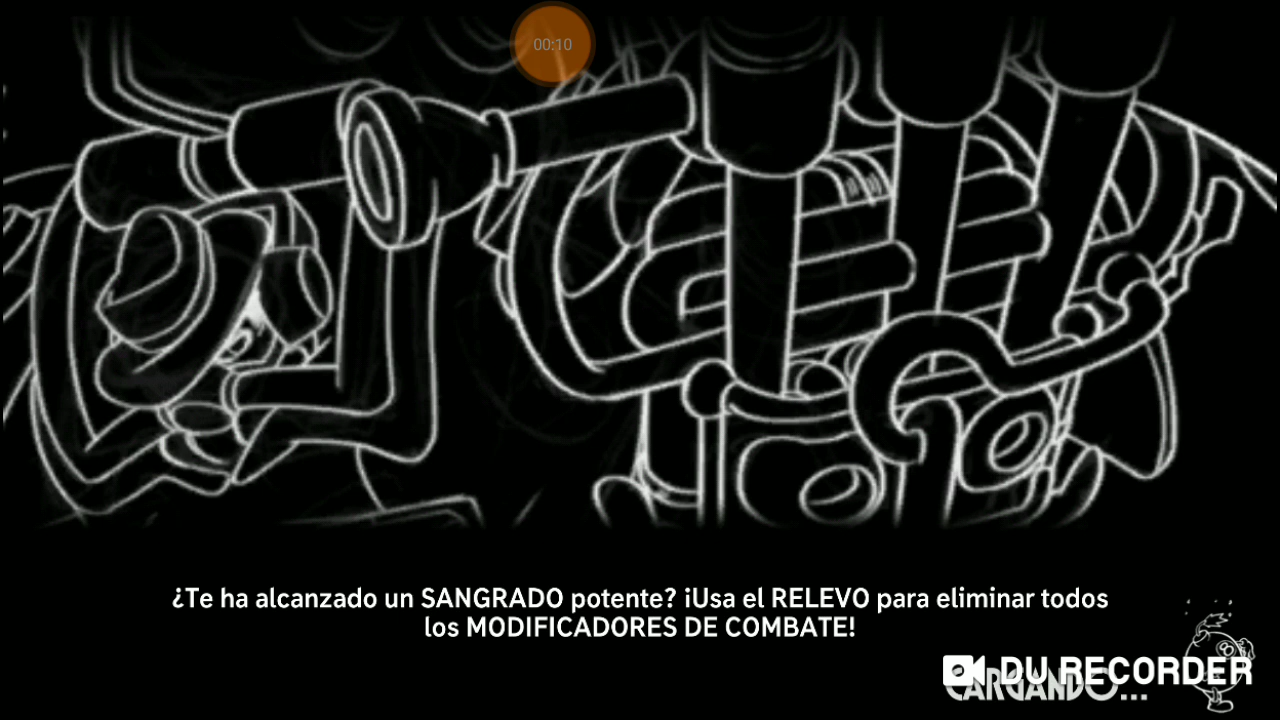 00:10
¿Te ha alcanzado un SANGRADO potente? ¡Usa el RELEVO para eliminar todos
los MODIFICADORES DE COMBATE!
DU RECORDER
CARGANDO...